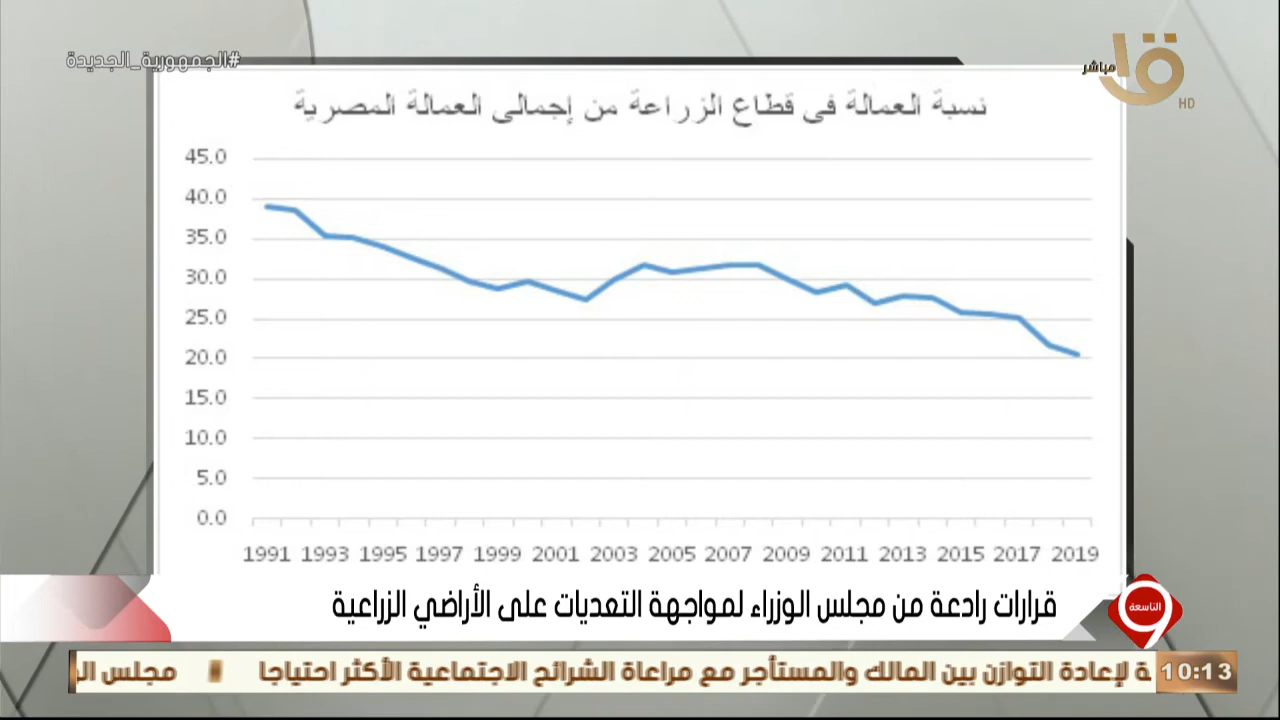 #الجمهورية_الجديدة
مباشر
HD
نسبة العمالة فى قطاع الزراعة من إجمالى العمالة المصرية
45.0
40.0
35.0
30.0
25.0
20.0
15.0
10.0
5.0
0.0
1991 1993 1995 1997 1999 2001 2003 2005 2007 2009 2011 2013 2015 2017 2019
التاسعة
9
قرارات رادعة من مجلس الوزراء لمواجهة التعديات على الأراضي الزراعية
10:13
ة لإعادة التوازن بين المالك والمستأجر مع مراعاة الشرائح الاجتماعية الأكثر احتياجا مجلس ال